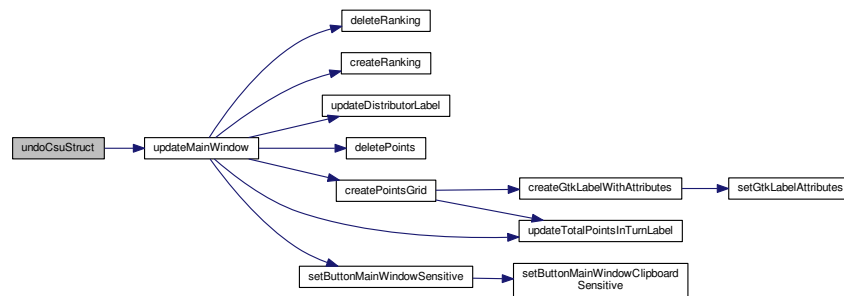 deleteRanking
createRanking
updateDistributorLabel
undoCsuStruct
updateMainWindow
deletePoints
createPointsGrid
createGtkLabelWithAttributes
setGtkLabelAttributes
updateTotalPointsInTurnLabel
setButtonMainWindowSensitive
setButtonMainWindowClipboard
Sensitive